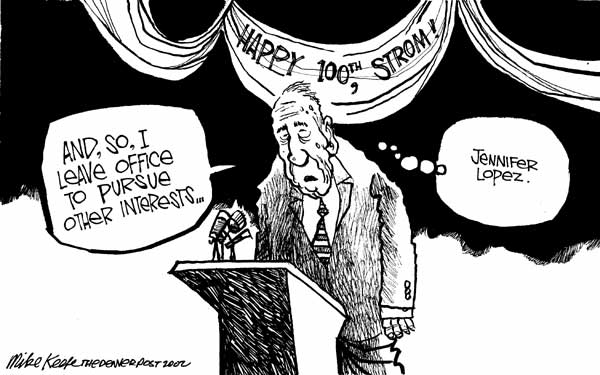 HAPPY 100TH, STROM!
AND, SO, I
LEAVE OFFICE
TO PURSUE
OTHER INTERESTS...
JENNIFER
LOPEZ.
Mike Keefe THE DENVER POST 2002